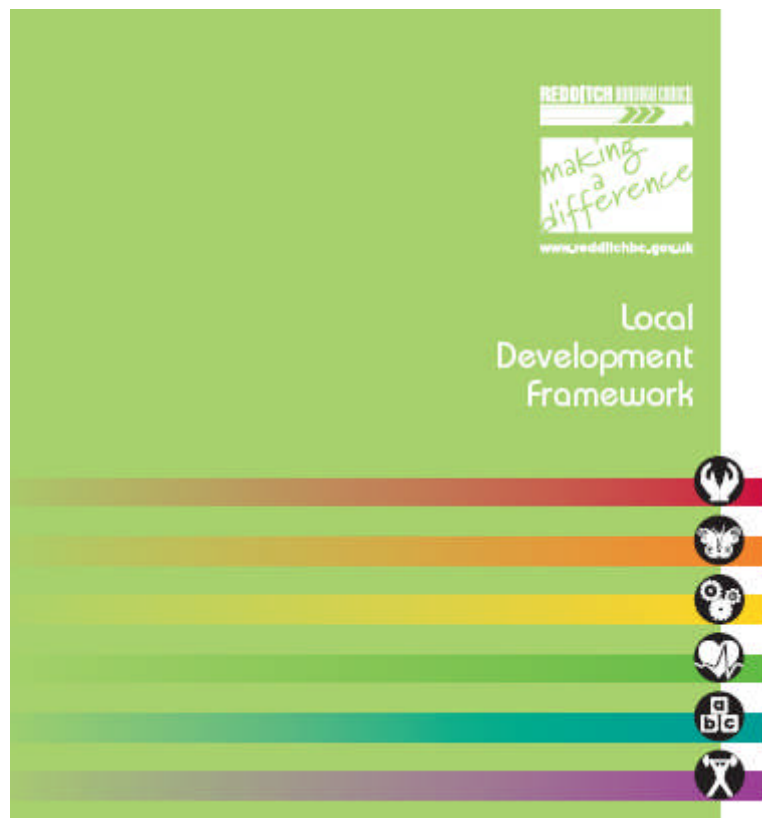 REDDITCH BOROUGH COUNCIL
making
a
difference
www.redditchbc.gov.uk
Local
Development
Framework
a
b c